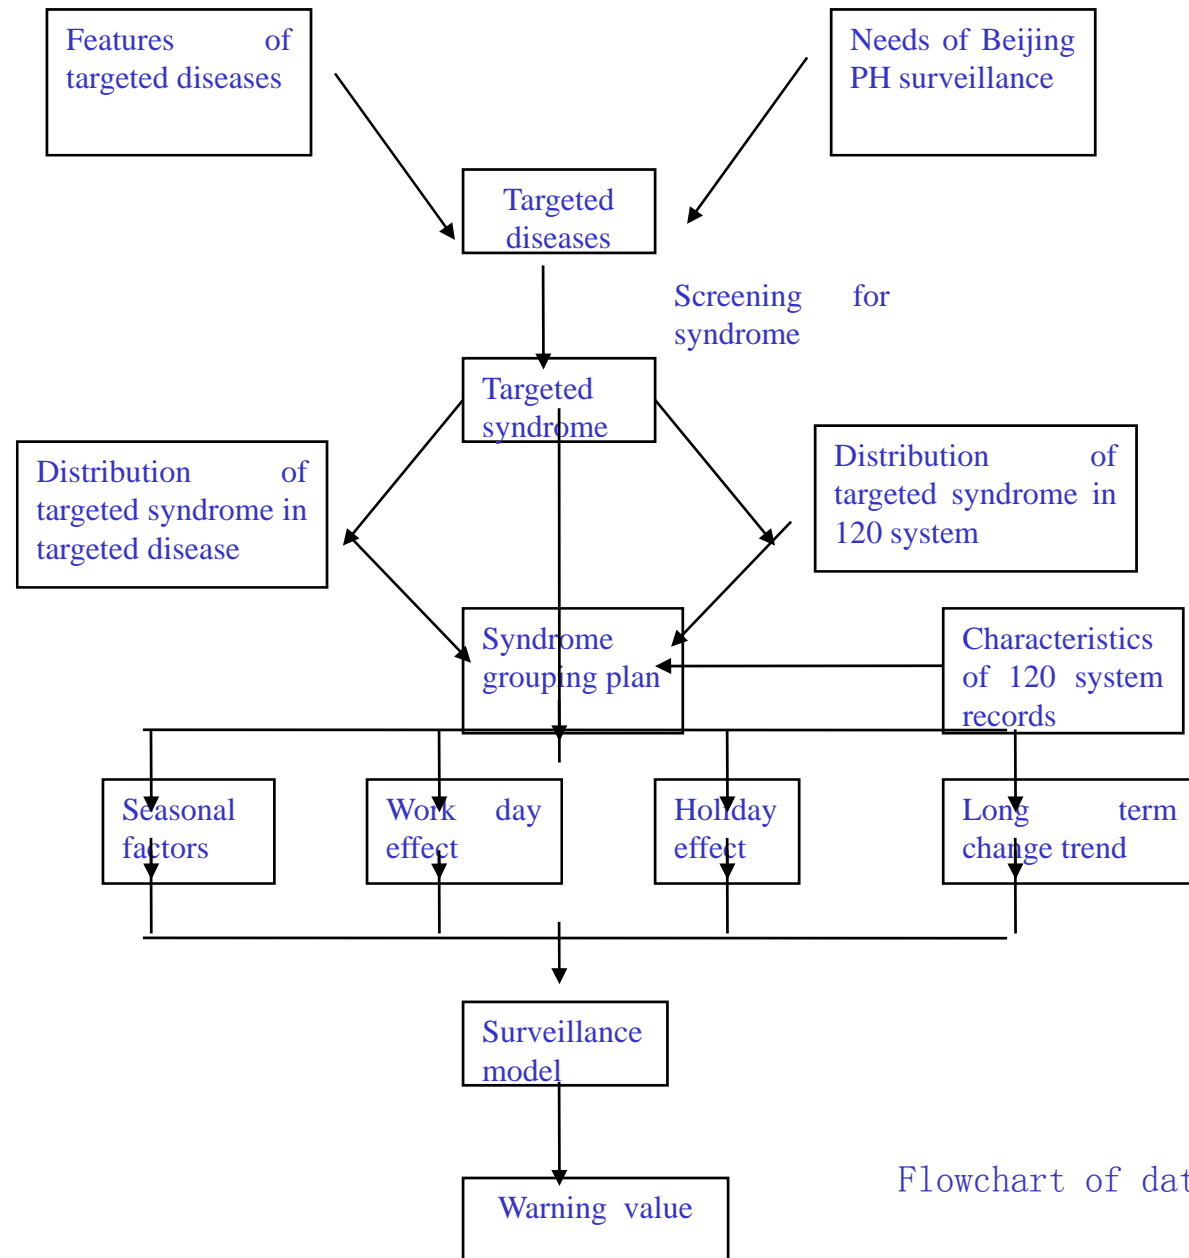 Features of
targeted diseases
Needs of Beijing
PH surveillance
Targeted
diseases
Screening for
syndrome
Targeted
syndrome
Distribution of
targeted syndrome in
targeted disease
Distribution of
targeted syndrome in
120 system
Syndrome
grouping plan
Characteristics
of 120 system
records
Seasonal
factors
Work day
effect
Holiday
effect
Long term
change trend
Surveillance
model
Warning value
Flowchart of dat